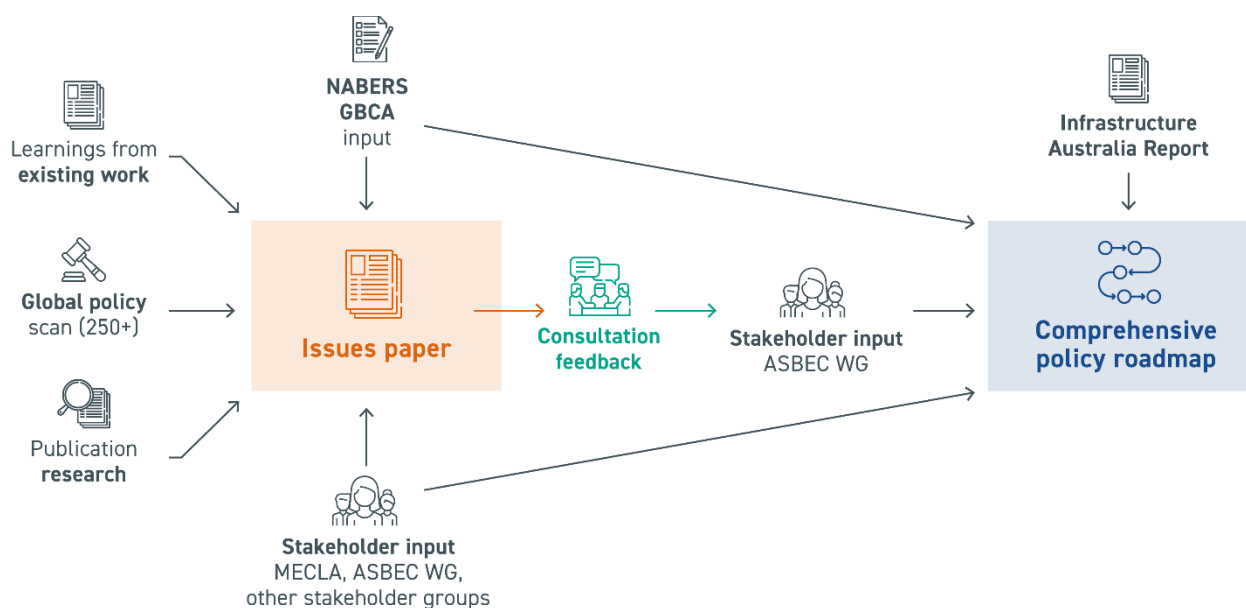 NABERS
GBCA
input
Learnings from
existing work
Infrastructure
Australia Report
Global policy
scan (250+)
Issues paper
Consultation
feedback
Stakeholder input
ASBEC WG
Comprehensive
policy roadmap
Publication
research
Stakeholder input
MECLA, ASBEC WG,
other stakeholder groups